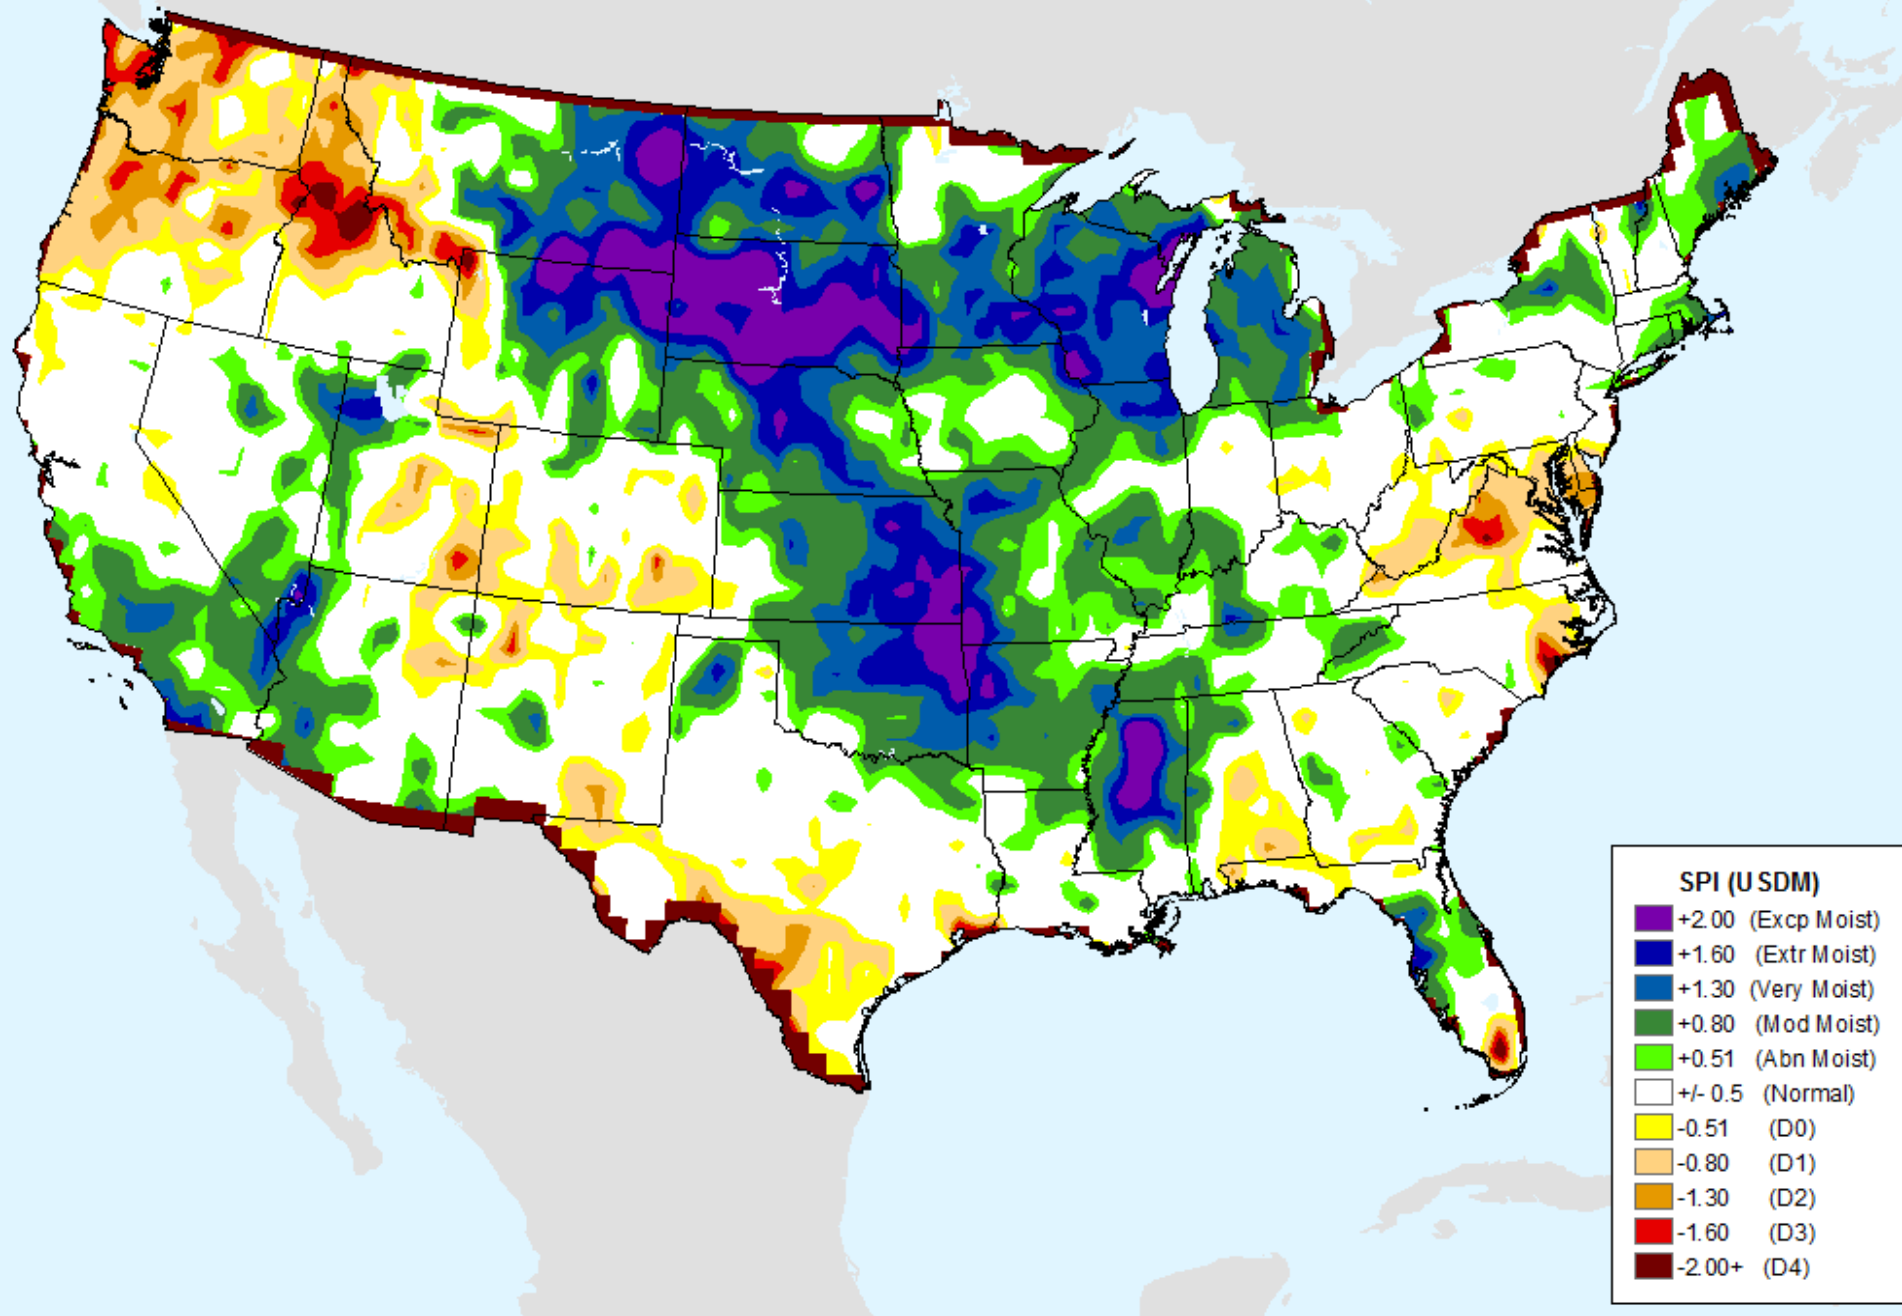 SPI (USDM)
+2.00 (Excp Moist)
+1.60 (Extr Moist)
+1.30 (Very Moist)
+0.80 (Mod Moist)
+0.51 (Abn Moist)
+/- 0.5 (Normal)
-0.51 (D0)
-0.80 (D1)
-1.30 (D2)
-1.60 (D3)
-2.00+ (D4)